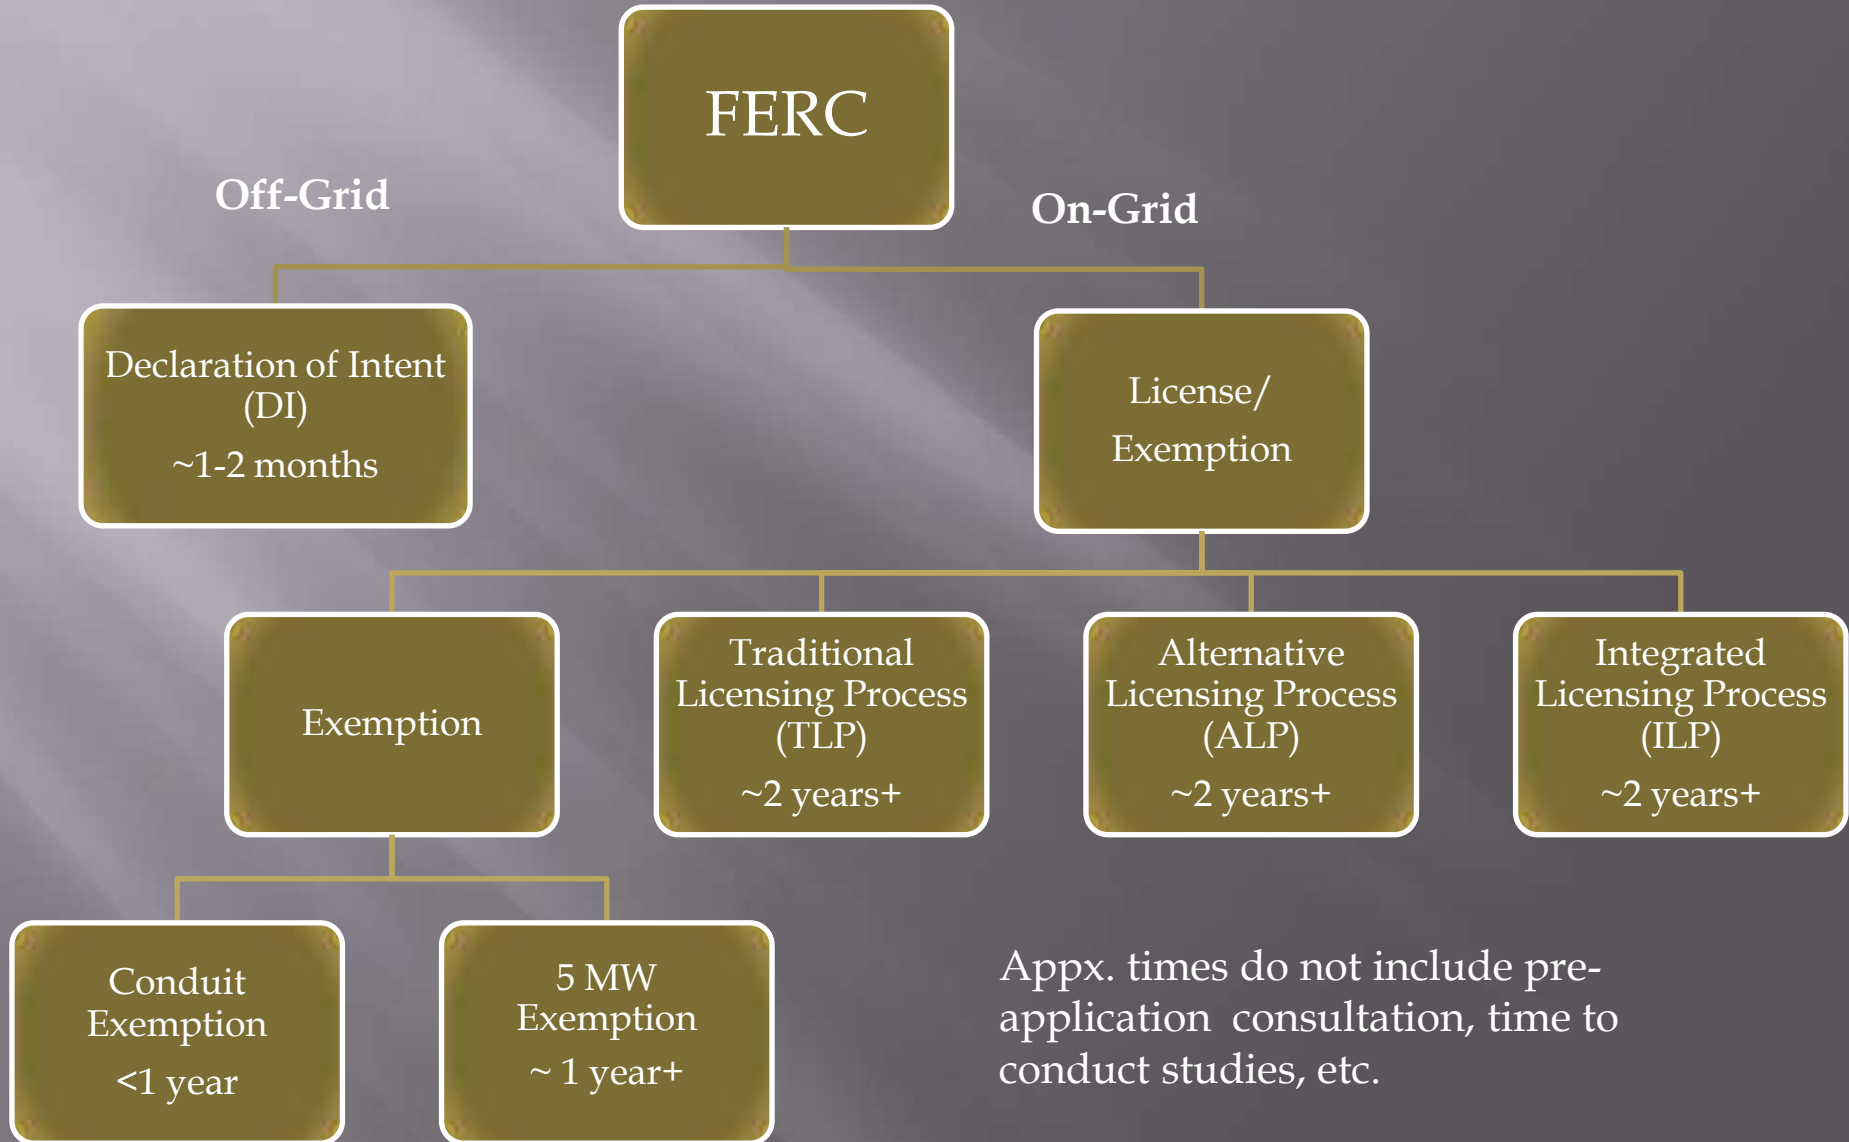 FERC
Off-Grid
On-Grid
Declaration of Intent
(DI)
~1-2 months
License/
Exemption
Exemption
Traditional
Licensing Process
(TLP)
~2 years+
Alternative
Licensing Process
(ALP)
~2 years+
Integrated
Licensing Process
(ILP)
~2 years+
Conduit
Exemption
<1 year
5 MW
Exemption
~ 1 year+
Appx. times do not include pre-
application  consultation, time to
conduct studies, etc.